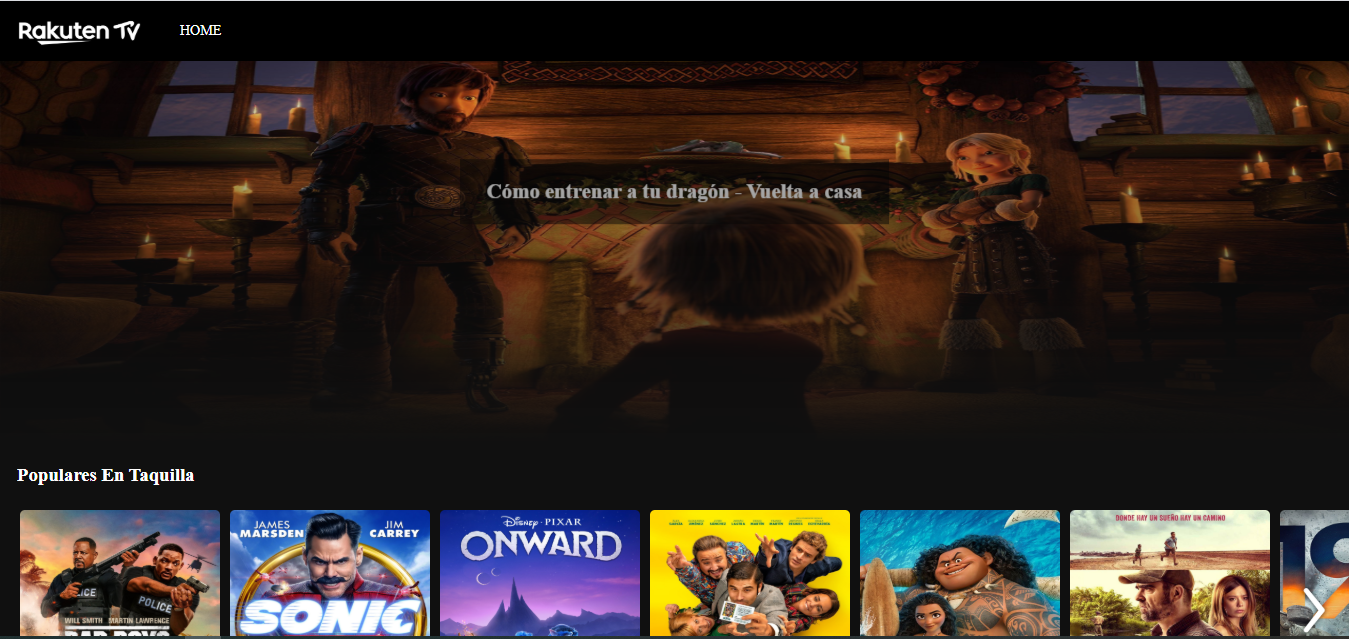 Rakuten TV
HOME
Cómo entrenar a tu dragón - Vuelta a casa
Populares En Taquilla
POLICE
WILL SMITH MARTIN LAWRENCE
BAD BOYS
JAMES MARSDEN
JIM CARREY
SONIC
DISNEY · PIXAR
ONWARD
DONDE HAY UN SUEÑO HAY UN CAMINO
19